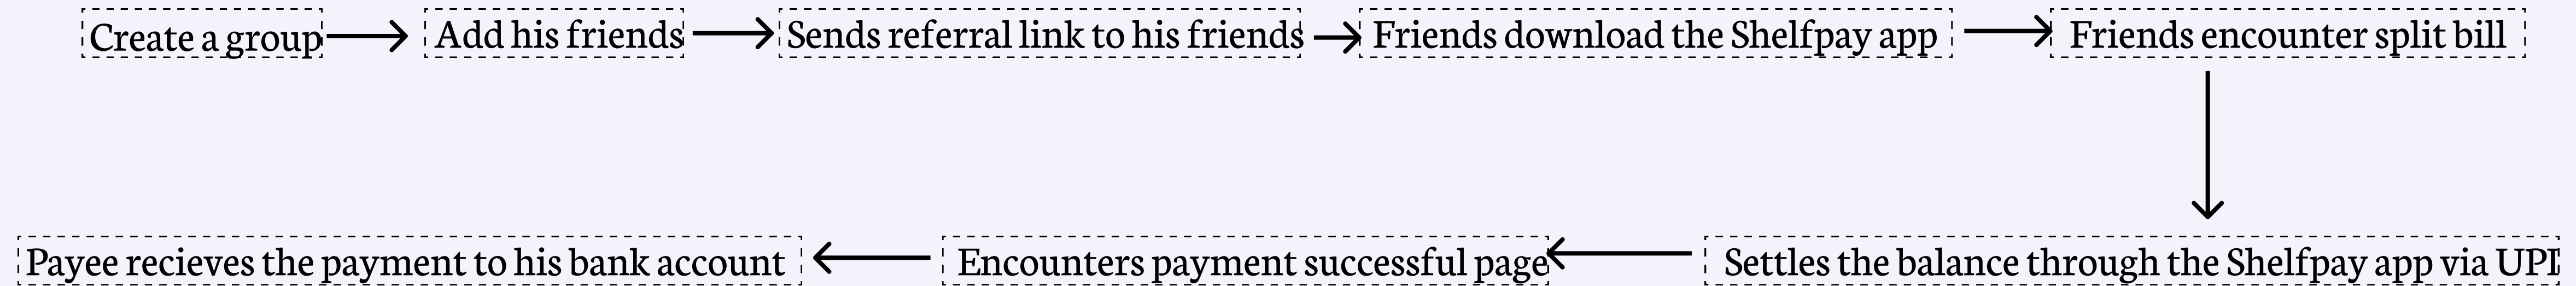 Create a group
Add his friends
Sends referral link to his friends
Friends download the Shelfpay app
Friends encounter split bill
Settles the balance through the Shelfpay app via UPI
Encounters payment successful page
Payee recieves the payment to his bank account